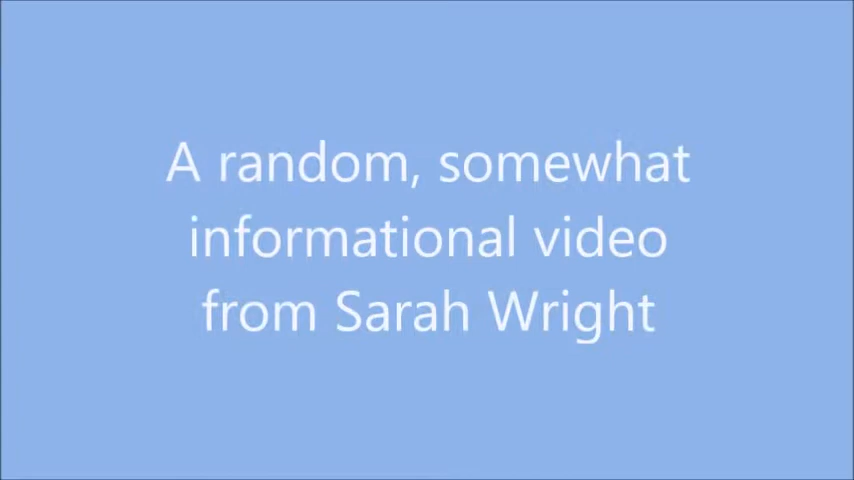 A random, somewhat
informational video
from Sarah Wright